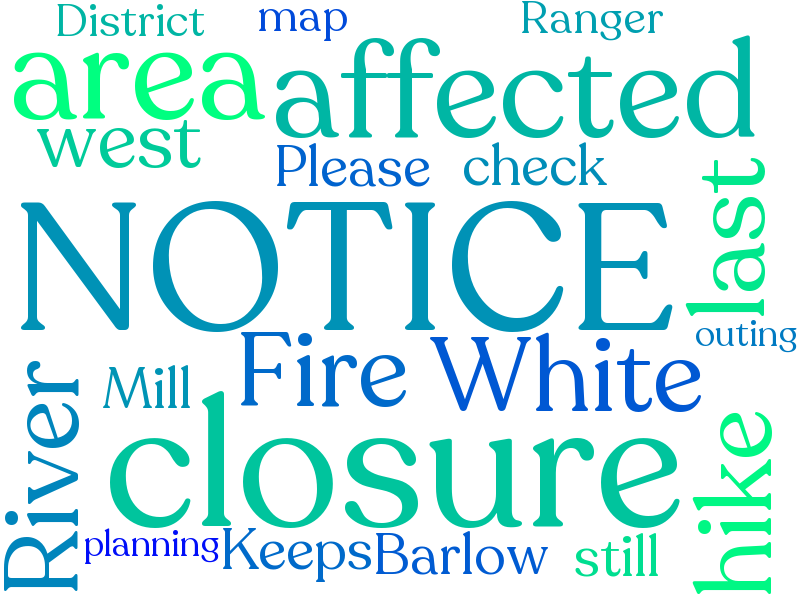 District
map
Ranger
area
affected
west
Please
check
last
NOTICE
outing
Fire
White
Mill
River
closure
hike
planning
Keeps
Barlow
still